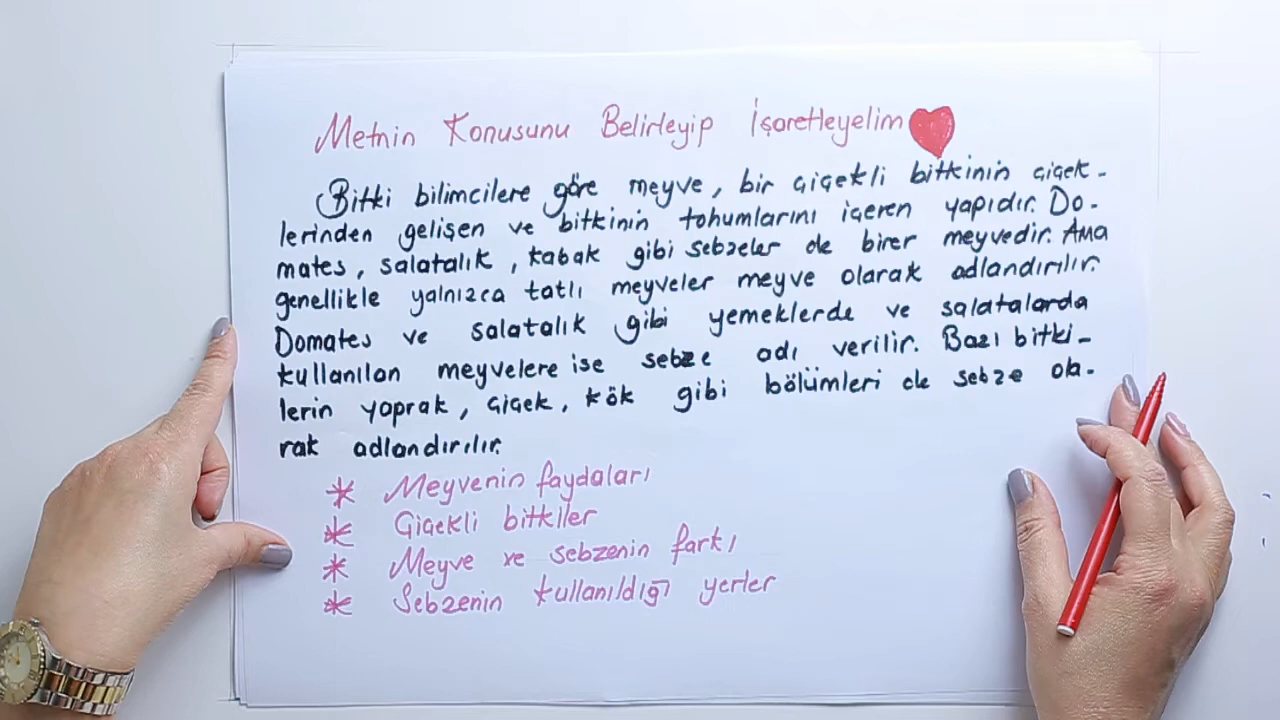 Metnin Konusunu Belirleyip İşaretleyelim
Bitki bilimcilere göre meyve, bir çiçekli bitkinin çiçek-
lerinden gelişen ve bitkinin tohumlarını içeren yapıdır. Do-
mates, salatalık, kabak gibi sebzeler de birer meyvedir. Ama
genellikle yalnızca tatlı meyveler meyve olarak adlandırılır.
Domates ve salatalık gibi yemeklerde ve salatalarda
kullanılan meyvelere ise sebze adı verilir. Bazı bitki-
lerin yaprak, çiçek, kök gibi bölümleri de sebze ola-
rak adlandırılır.
* Meyvenin faydaları
* Çiçekli bitkiler
* Meyve ve sebzenin farkı
* Sebzenin kullanıldığı yerler